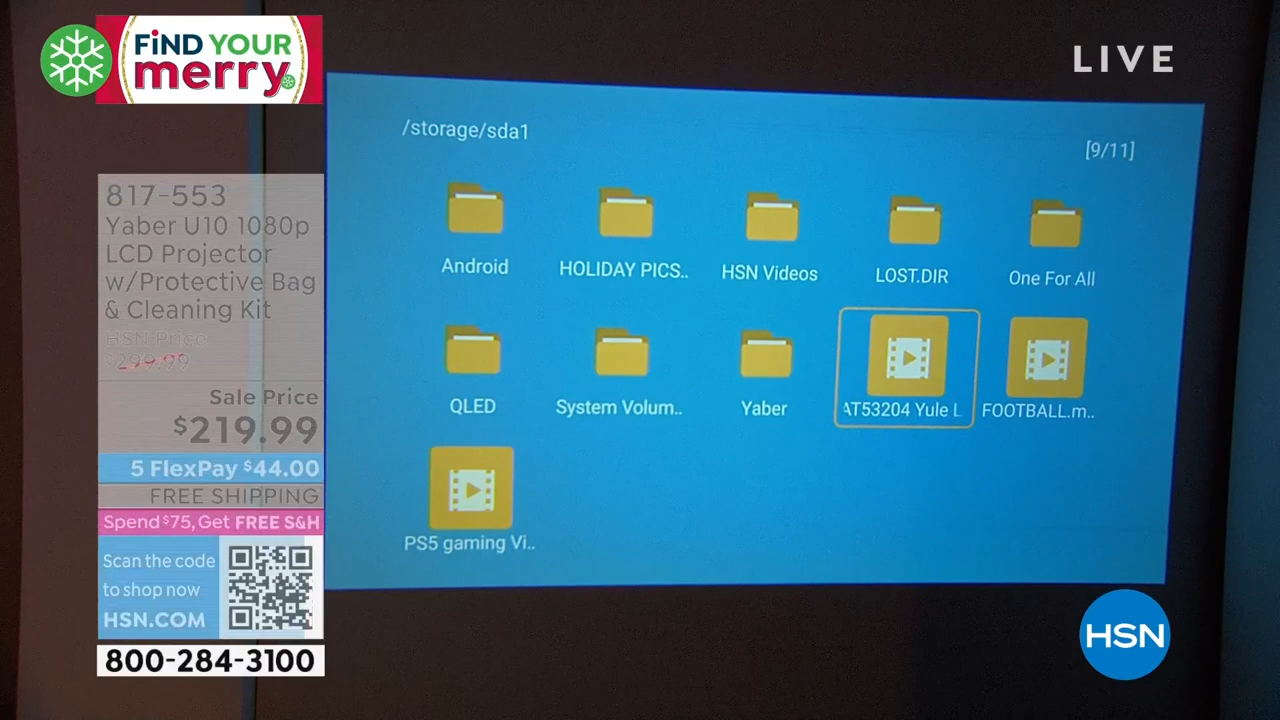 FiND YOUR
merry
LIVE
817-553
Yaber U10 1080p
LCD Projector
w/Protective Bag
& Cleaning Kit
HSN Price
$299.99
Sale Price
$219.99
5 FlexPay $44.00
FREE SHIPPING
Spend $75, Get FREE S&H
Scan the code
to shop now
HSN.COM
800-284-3100
/storage/sda1
[9/11]
Android
HOLIDAY PICS..
HSN Videos
LOST.DIR
One For All
QLED
System Volum..
Yaber
AT53204 Yule L
FOOTBALL.m..
PS5 gaming Vi..
HSN